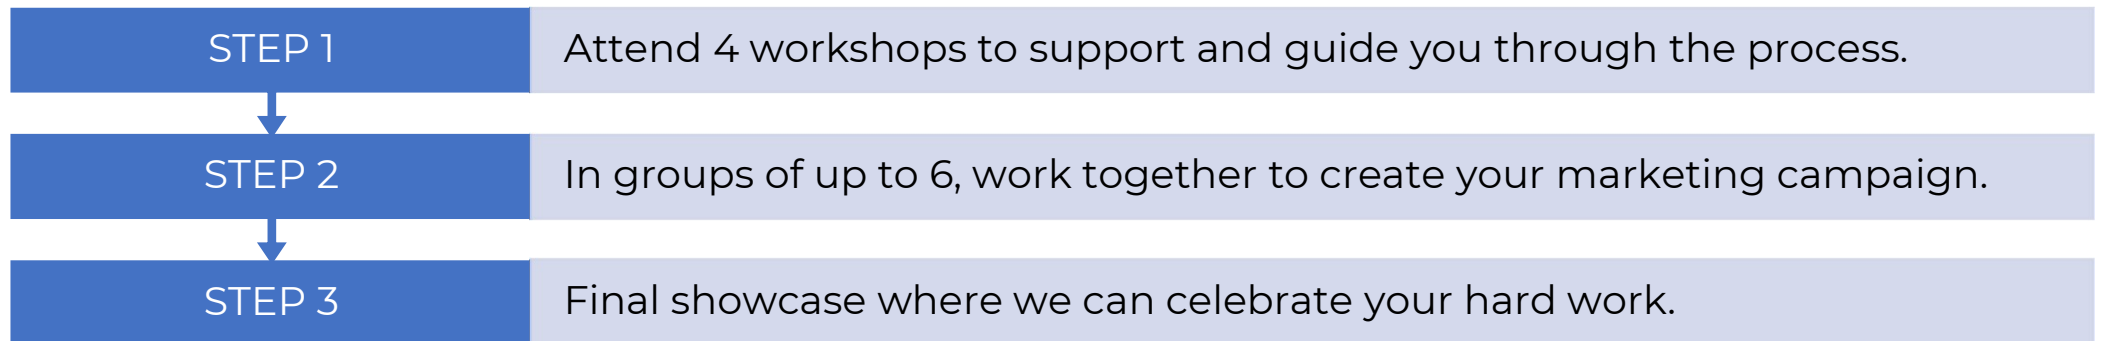 STEP 1
Attend 4 workshops to support and guide you through the process.
STEP 2
In groups of up to 6, work together to create your marketing campaign.
STEP 3
Final showcase where we can celebrate your hard work.